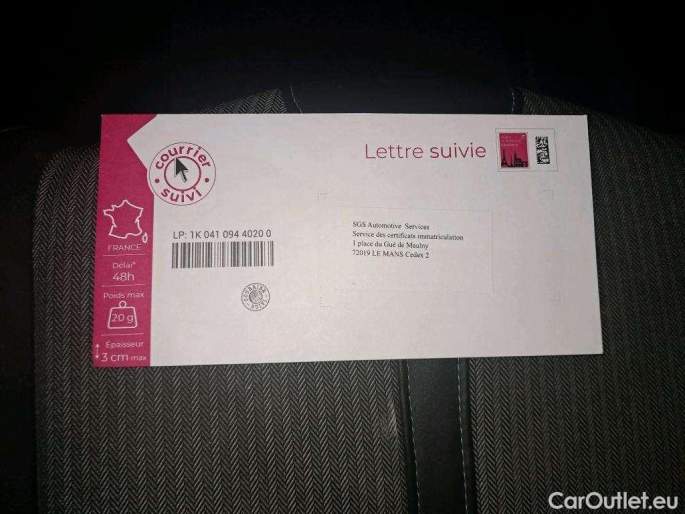 courrier
suivi
Lettre suivie
LP: 1K 041 094 4020 0
SGS Automotive Services
Service des certificats immatriculation
1 place du Gué de Maulny
72019 LE MANS Cedex 2
FRANCE
Délai*
48h
Poids max
20 g
Épaisseur
3 cm max
CarOutlet.eu